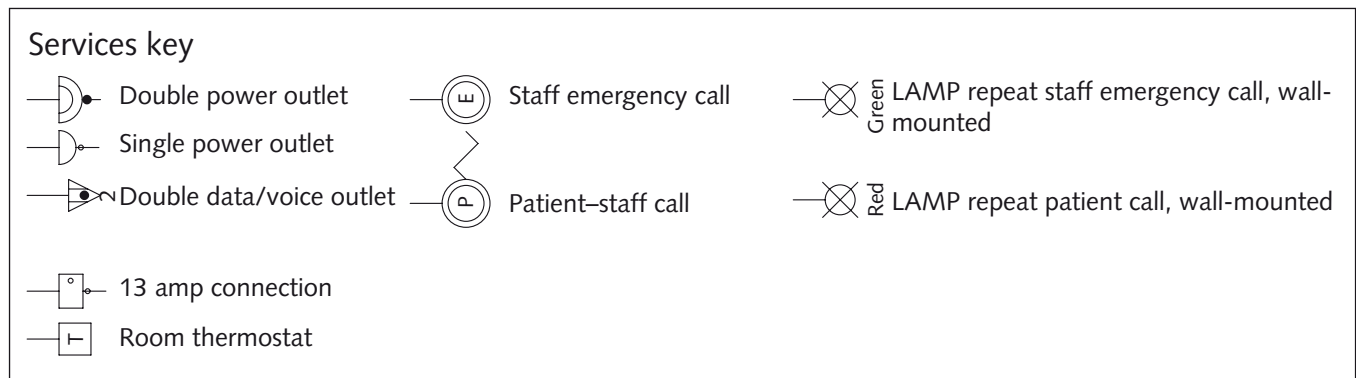 Services key
Double power outlet
Single power outlet
2 Double data/voice outlet
13 amp connection
T Room thermostat
E Staff emergency call
P Patient–staff call
Green LAMP repeat staff emergency call, wall-
mounted
Red LAMP repeat patient call, wall-mounted